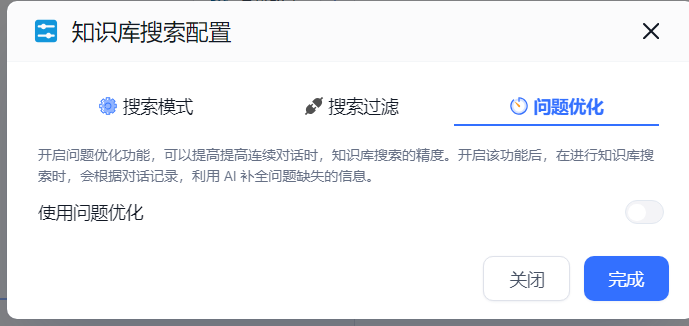 知识库搜索配置
搜索模式
搜索过滤
问题优化
开启问题优化功能，可以提高提高连续对话时，知识库搜索的精度。开启该功能后，在进行知识库搜
索时，会根据对话记录，利用 AI 补全问题缺失的信息。
使用问题优化
关闭
完成